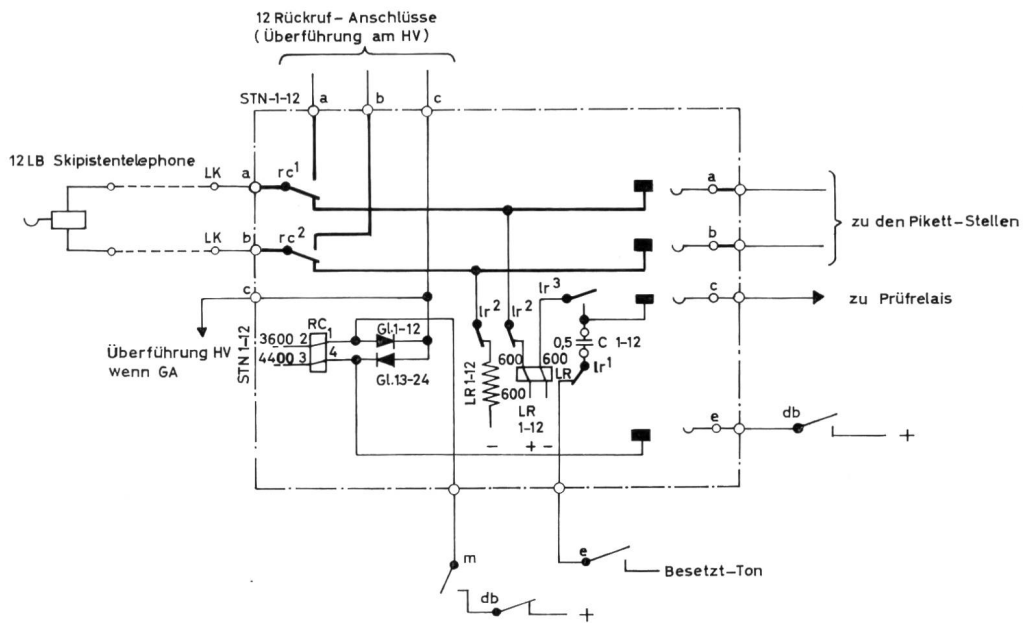 12 Rückruf-Anschlüsse
(Überführung am HV)
STN-1-12 a b c
12 LB Skipistentelephone
LK a rc1
a
LK b rc2
b
zu den Pikett-Stellen
c
lr3
c
zu Prüfrelais
Überführung HV
wenn GA
STN 1-12
3600 2 RC 1
4400 3 4
Gl.1-12
Gl.13-24
lr2 lr2
LR 1-12
600
600 600
LR
LR
1-12
0,5 C 1-12
lr1
- + -
e db +
m
db +
e
Besetzt-Ton